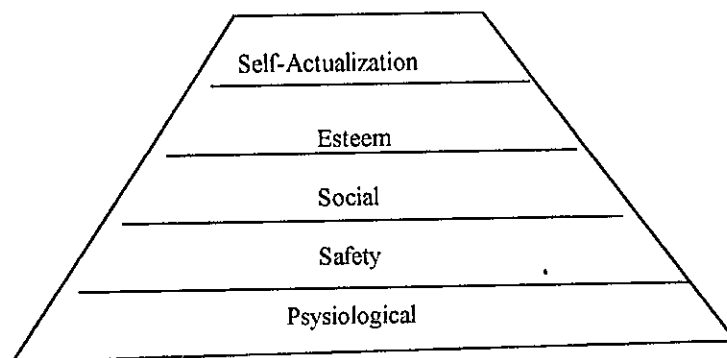 Self-Actualization
Esteem
Social
Safety
Psysiological